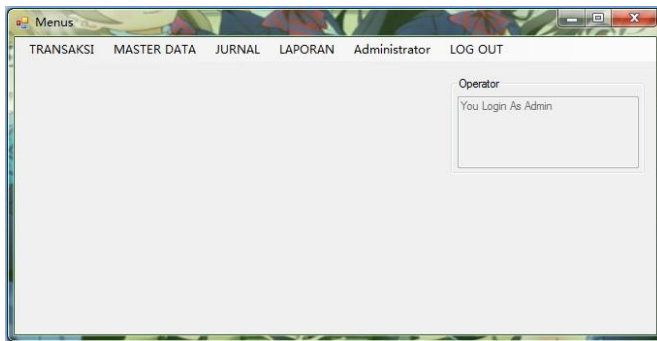 Menus
TRANSAKSI MASTER DATA JURNAL LAPORAN Administrator LOG OUT
Operator
You Login As Admin